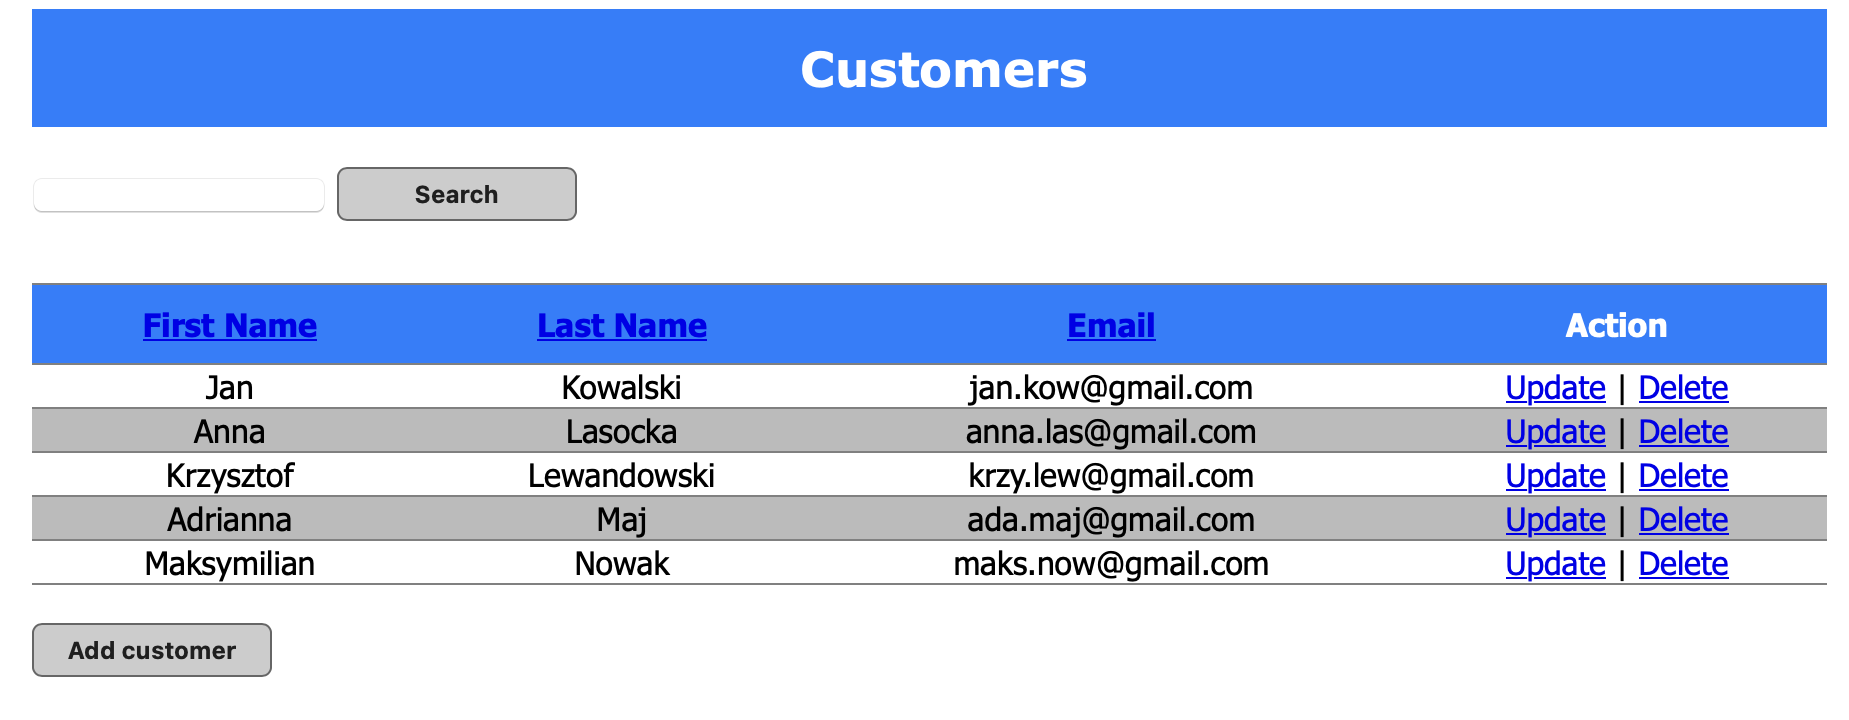 Customers
Search
First Name Last Name Email Action
Jan Kowalski jan.kow@gmail.com Update | Delete
Anna Lasocka anna.las@gmail.com Update | Delete
Krzysztof Lewandowski krzy.lew@gmail.com Update | Delete
Adrianna Maj ada.maj@gmail.com Update | Delete
Maksymilian Nowak maks.now@gmail.com Update | Delete
Add customer